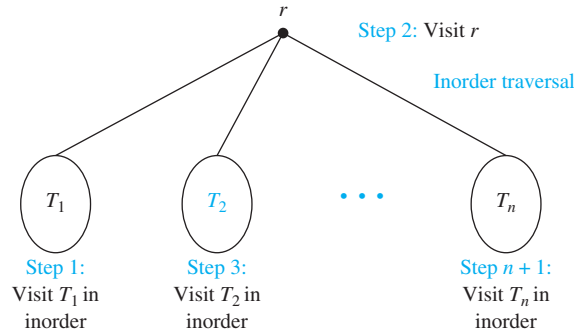 r
Step 2: Visit r
Inorder traversal
T1
T2
. . .
Tn
Step 1:
Visit T1 in
inorder
Step 3:
Visit T2 in
inorder
Step n + 1:
Visit Tn in
inorder